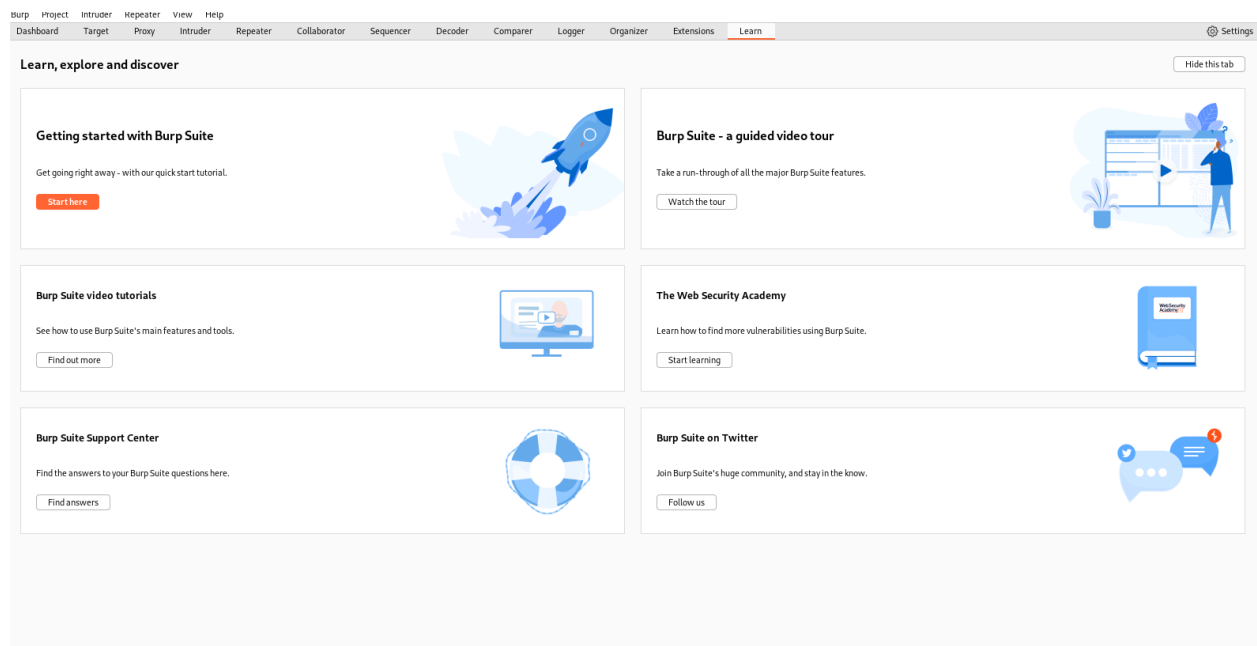 Burp Project Intruder Repeater View Help
Dashboard Target Proxy Intruder Repeater Collaborator Sequencer Decoder Comparer Logger Organizer Extensions Learn Settings
Learn, explore and discover
Hide this tab
Getting started with Burp Suite
Get going right away - with our quick start tutorial.
Start here
Burp Suite - a guided video tour
Take a run-through of all the major Burp Suite features.
Watch the tour
Burp Suite video tutorials
See how to use Burp Suite's main features and tools.
Find out more
The Web Security Academy
Learn how to find more vulnerabilities using Burp Suite.
Start learning
WebSecurity
Academy
Burp Suite Support Center
Find the answers to your Burp Suite questions here.
Find answers
Burp Suite on Twitter
Join Burp Suite's huge community, and stay in the know.
Follow us